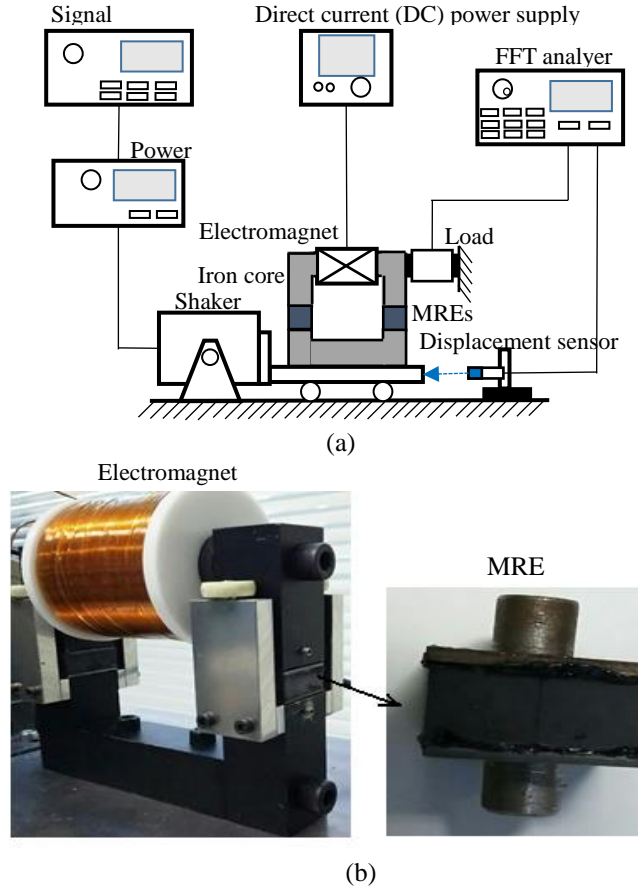 Signal
Direct current (DC) power supply
FFT analyer
Power
Electromagnet
Load
Iron core
Shaker
MREs
Displacement sensor
(a)
Electromagnet
MRE
(b)